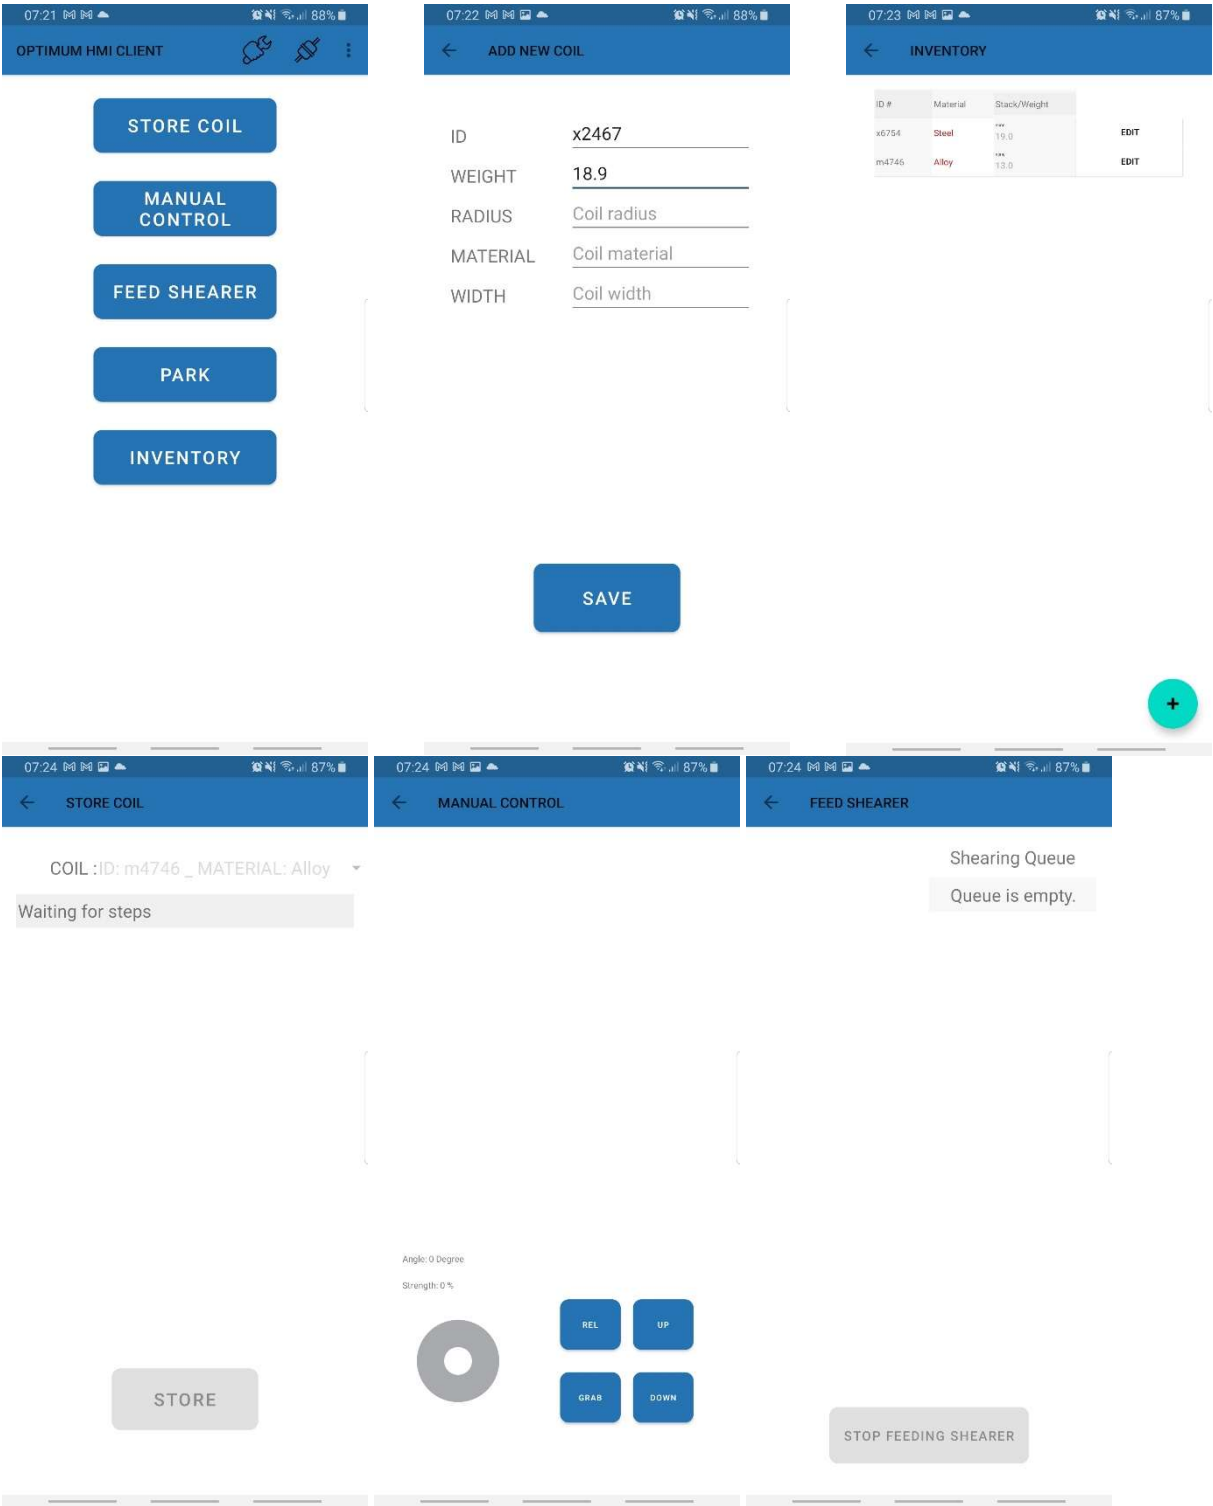 07:21 88%
OPTIMUM HMI CLIENT
STORE COIL
MANUAL
CONTROL
FEED SHEARER
PARK
INVENTORY
07:22 88%
ADD NEW COIL
ID x2467
WEIGHT 18.9
RADIUS Coil radius
MATERIAL Coil material
WIDTH Coil width
SAVE
07:23 87%
INVENTORY
ID # Material Stack/Weight
x6754 Steel 19.0 EDIT
m4746 Alloy 13.0 EDIT
+
07:24 87%
STORE COIL
COIL :ID: m4746 _ MATERIAL: Alloy
Waiting for steps
STORE
07:24 87%
MANUAL CONTROL
Angle: 0 Degree
Strength: 0 %
REL UP
GRAB DOWN
07:24 87%
FEED SHEARER
Shearing Queue
Queue is empty.
STOP FEEDING SHEARER